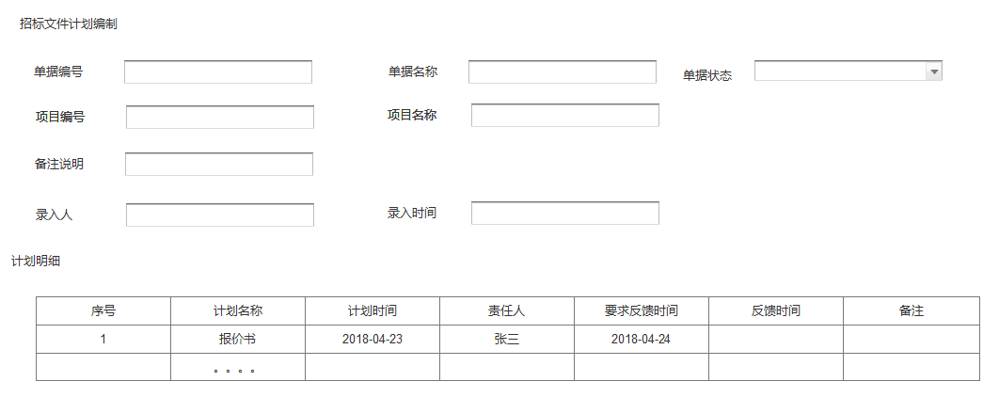 招标文件计划编制
单据编号 单据名称 单据状态
项目编号 项目名称
备注说明
录入人 录入时间
计划明细
序号 计划名称 计划时间 责任人 要求反馈时间 反馈时间 备注
1 报价书 2018-04-23 张三 2018-04-24
。。。。